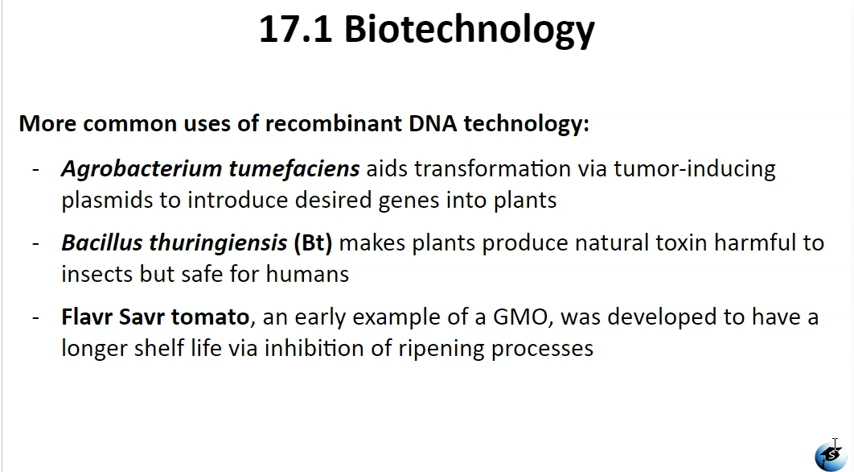 17.1 Biotechnology
More common uses of recombinant DNA technology:
- Agrobacterium tumefaciens aids transformation via tumor-inducing
plasmids to introduce desired genes into plants
- Bacillus thuringiensis (Bt) makes plants produce natural toxin harmful to
insects but safe for humans
- Flavr Savr tomato, an early example of a GMO, was developed to have a
longer shelf life via inhibition of ripening processes
S